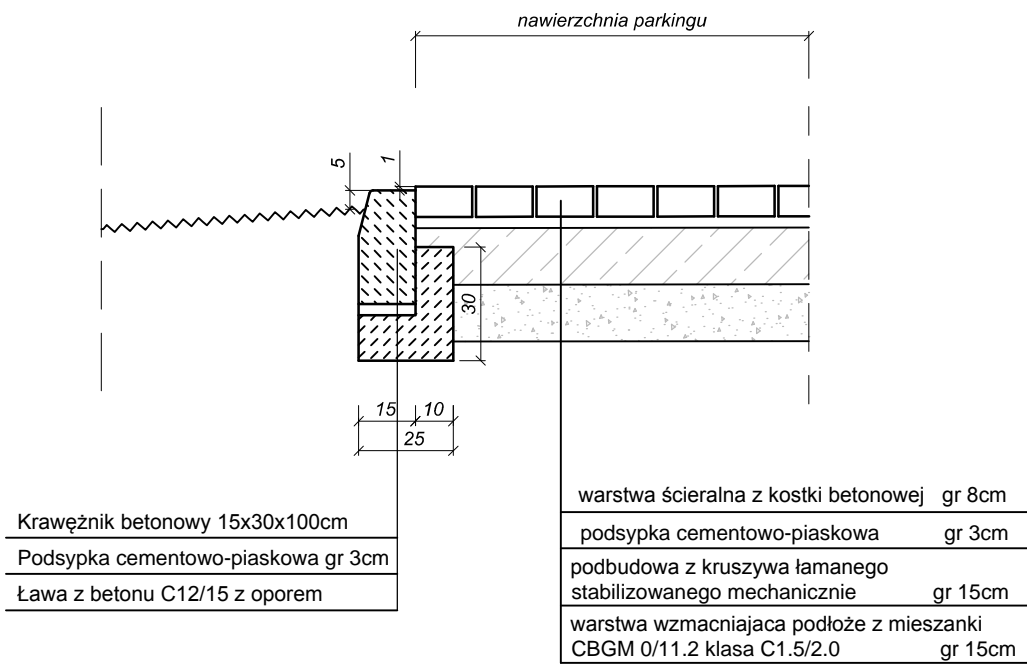 nawierzchnia parkingu
5
1
30
15
10
25
Krawężnik betonowy 15x30x100cm
Podsypka cementowo-piaskowa gr 3cm
Ława z betonu C12/15 z oporem
warstwa ścieralna z kostki betonowej gr 8cm
podsypka cementowo-piaskowa gr 3cm
podbudowa z kruszywa łamanego
stabilizowanego mechanicznie gr 15cm
warstwa wzmacniajaca podłoże z mieszanki
CBGM 0/11.2 klasa C1.5/2.0 gr 15cm